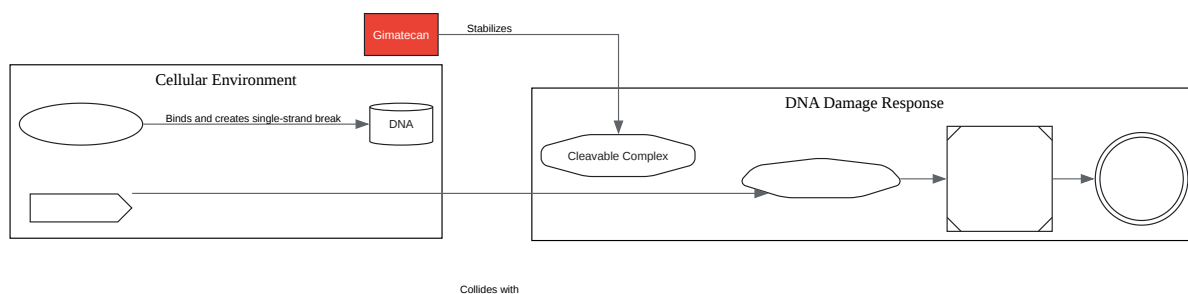 Gimatecan
Stabilizes
Cellular Environment
Binds and creates single-strand break
DNA
DNA Damage Response
Cleavable Complex
Collides with